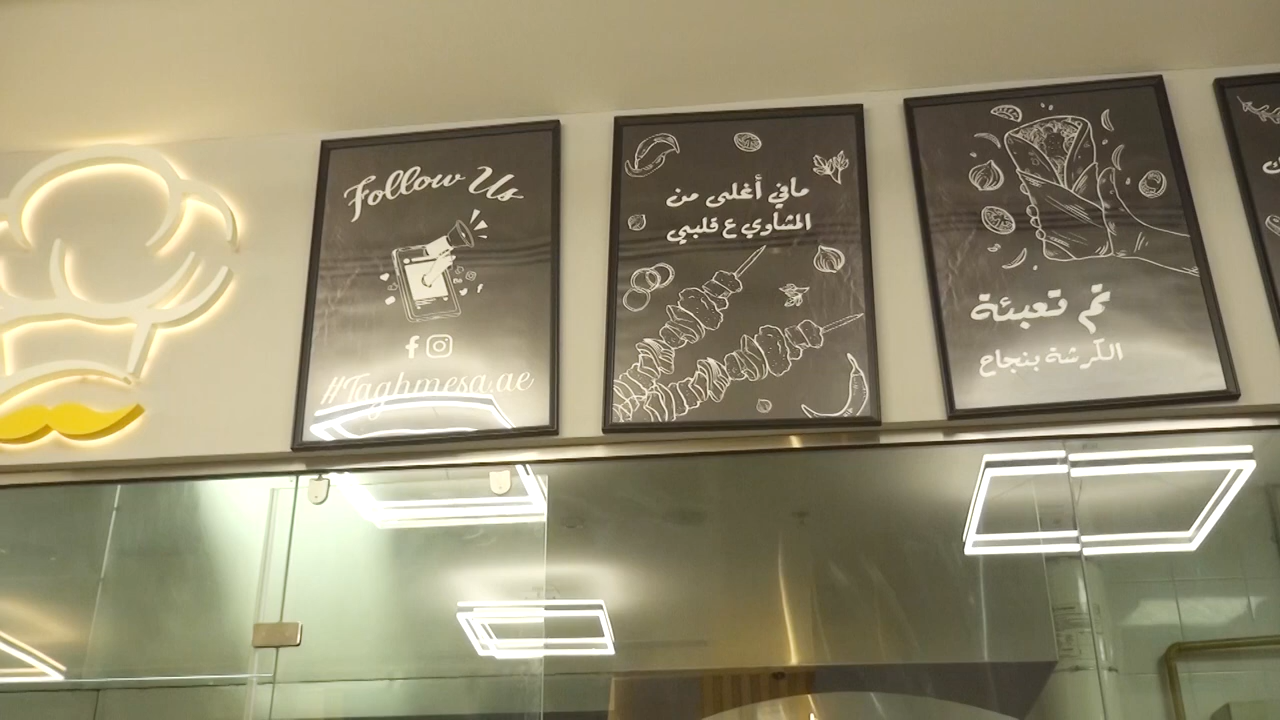 Follow Us
#Taghmesa.ae
مافي أغلى من
المشاوي ع قلبي
تم تعبئة
الكرشة بنجاح